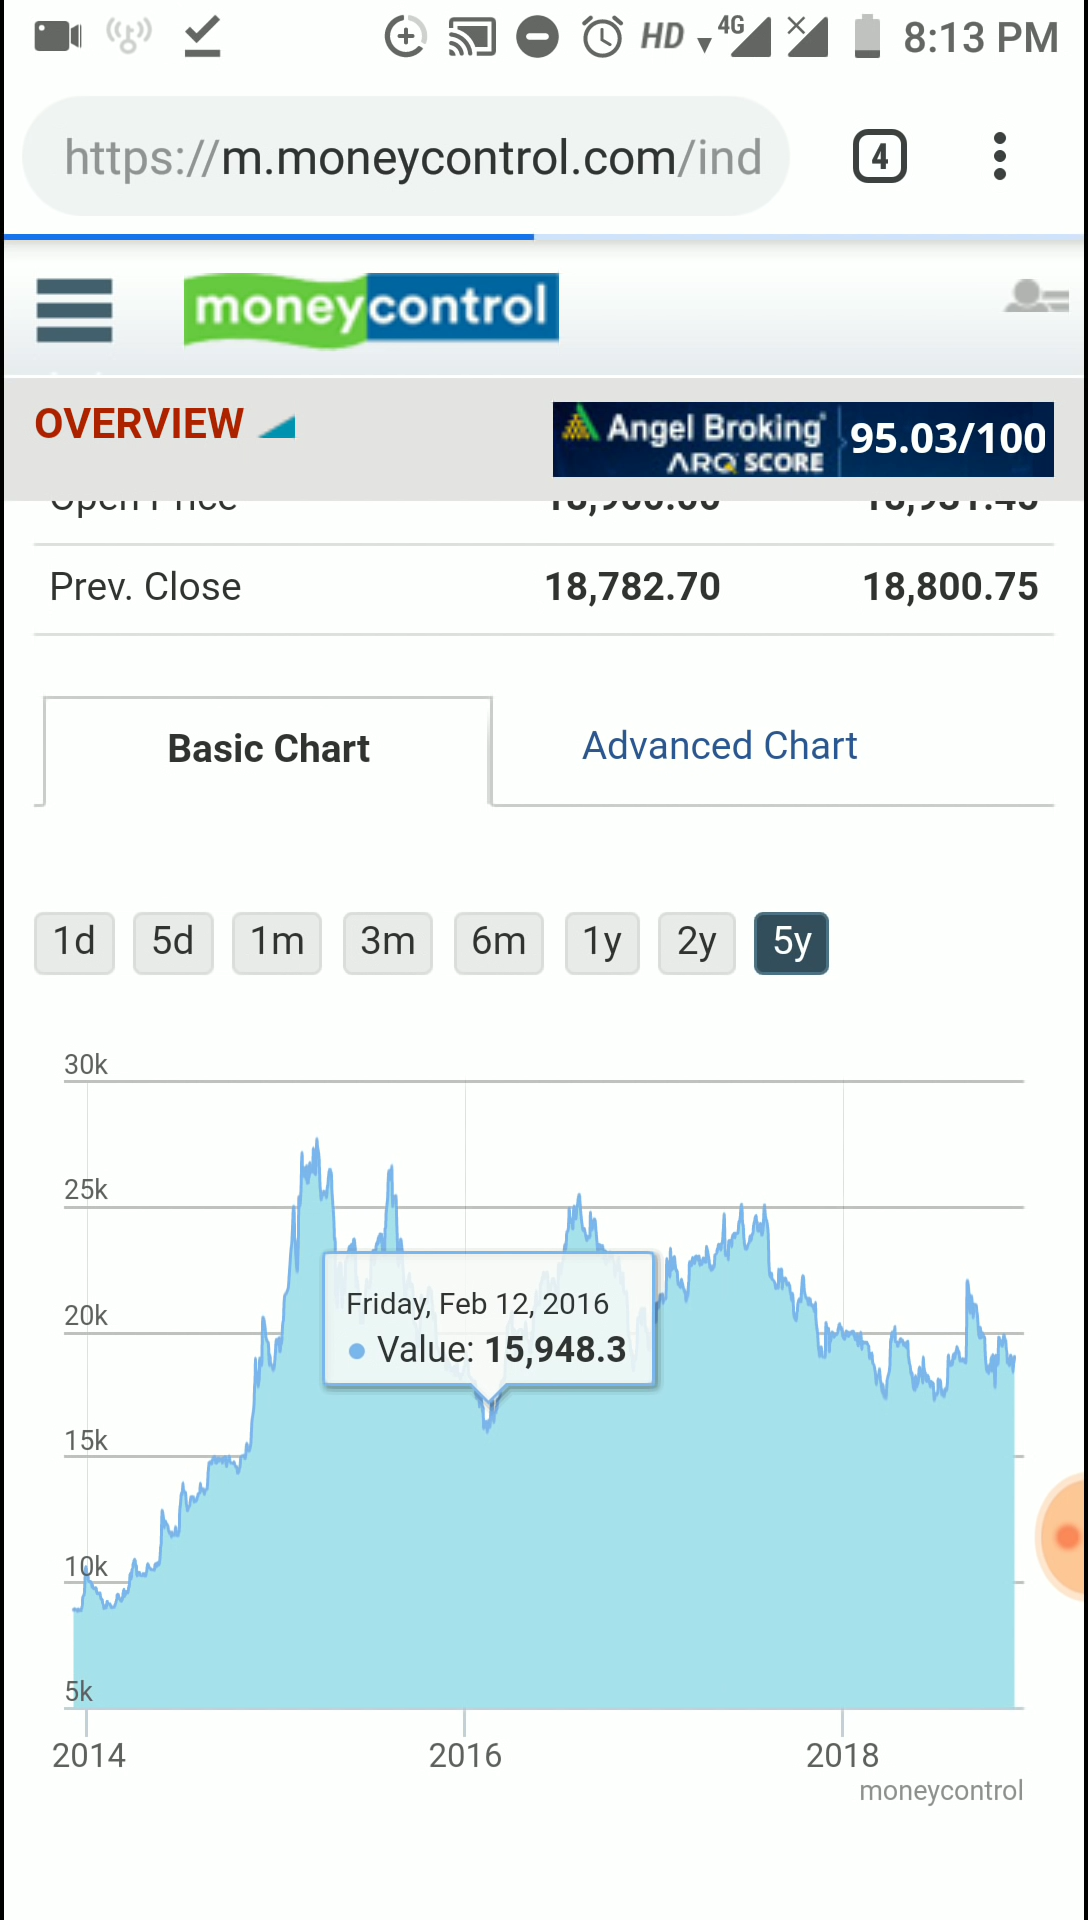 HD 4G 8:13 PM
https://m.moneycontrol.com/ind 4
moneycontrol
OVERVIEW Angel Broking 95.03/100
ARQ SCORE
Open Price
Prev. Close 18,782.70 18,800.75
Basic Chart Advanced Chart
1d 5d 1m 3m 6m 1y 2y 5y
30k
25k
20k
Friday, Feb 12, 2016
Value: 15,948.3
15k
10k
5k
2014 2016 2018
moneycontrol